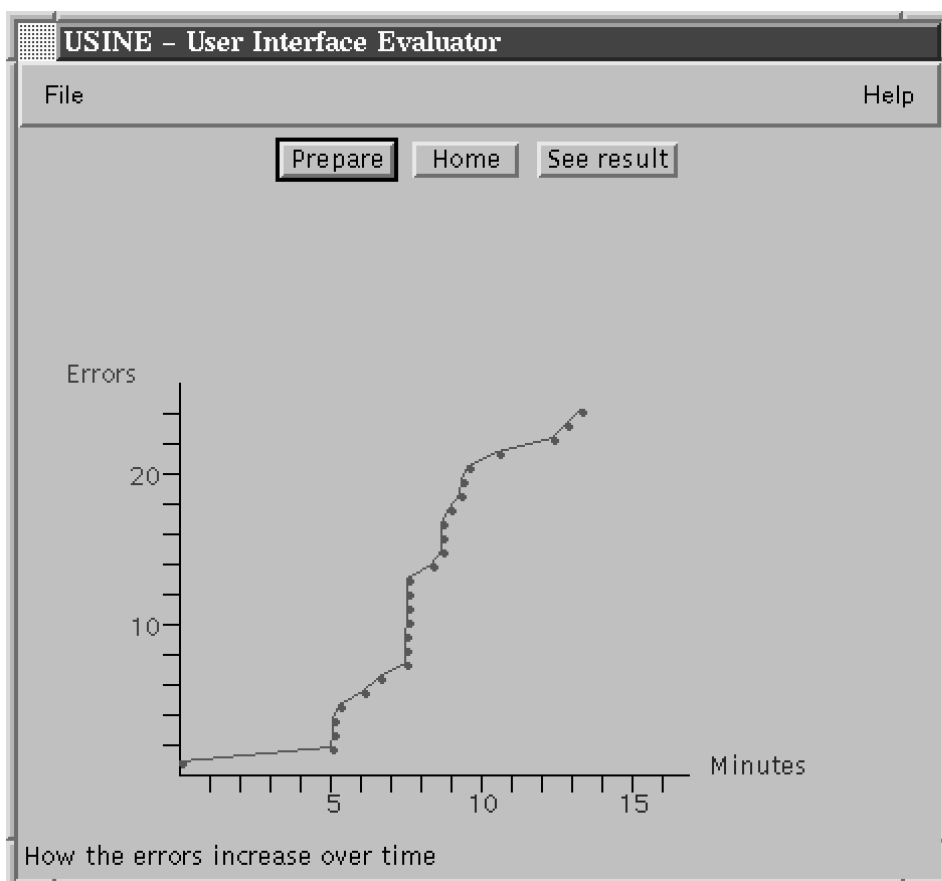 USINE – User Interface Evaluator
File Help
Prepare Home See result
Errors
20
10
Minutes
5 10 15
How the errors increase over time